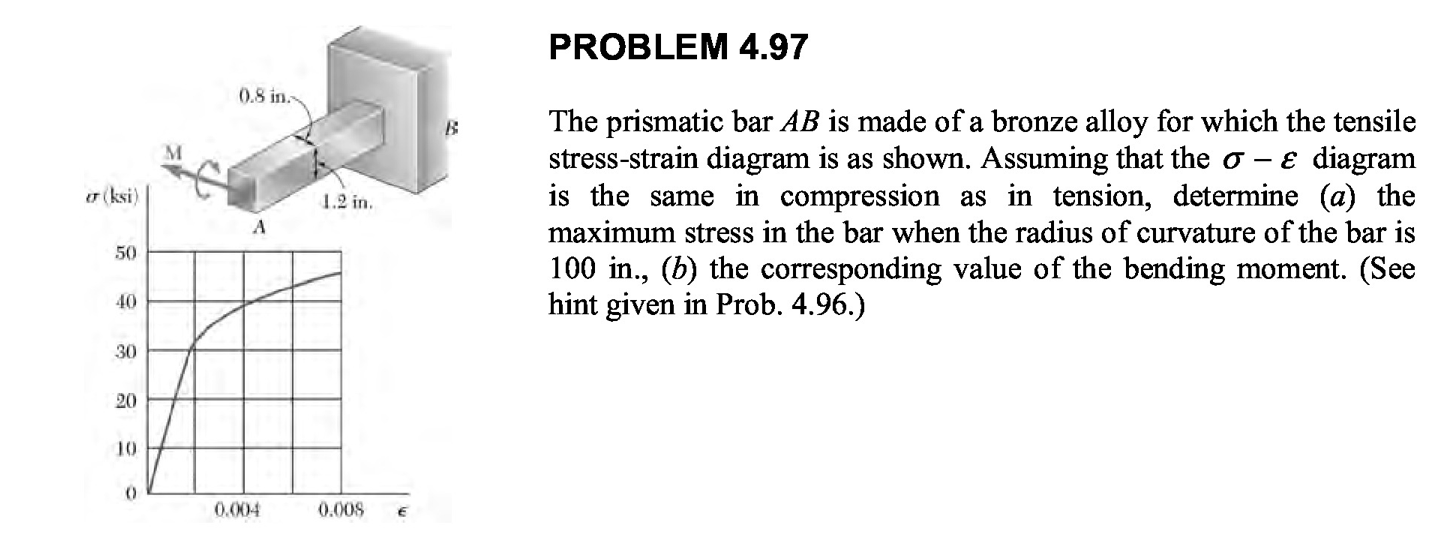 PROBLEM 4.97
The prismatic bar AB is made of a bronze alloy for which the tensile
stress-strain diagram is as shown. Assuming that the σ − ε diagram
is the same in compression as in tension, determine (a) the
maximum stress in the bar when the radius of curvature of the bar is
100 in., (b) the corresponding value of the bending moment. (See
hint given in Prob. 4.96.)
0.8 in.
B
M
1.2 in.
A
σ (ksi)
50
40
30
20
10
0
0.004
0.008
ϵ